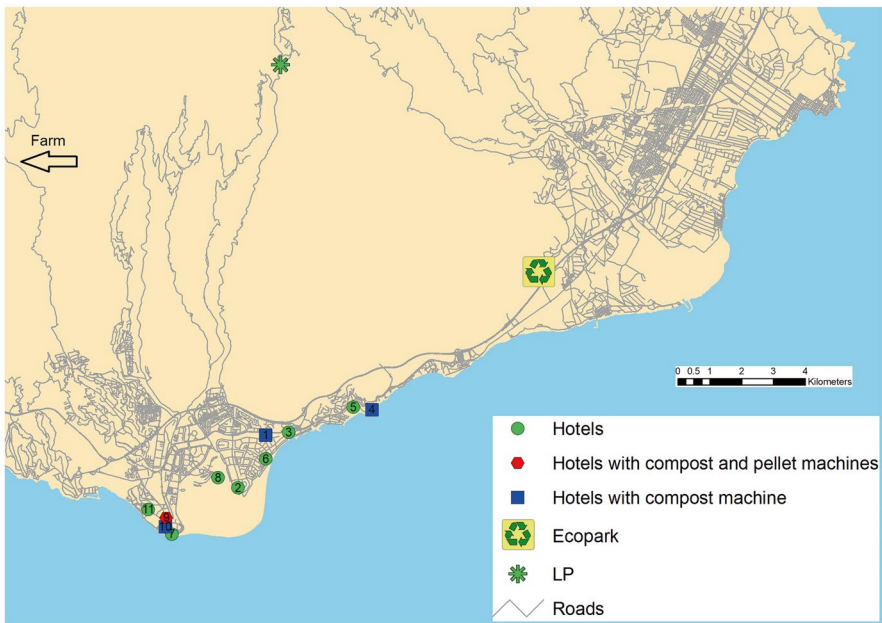 Farm
0 0.5 1 2 3 4
Kilometers
5
4
1
3
6
8
2
11
9
10
7
Hotels
Hotels with compost and pellet machines
Hotels with compost machine
Ecopark
LP
Roads